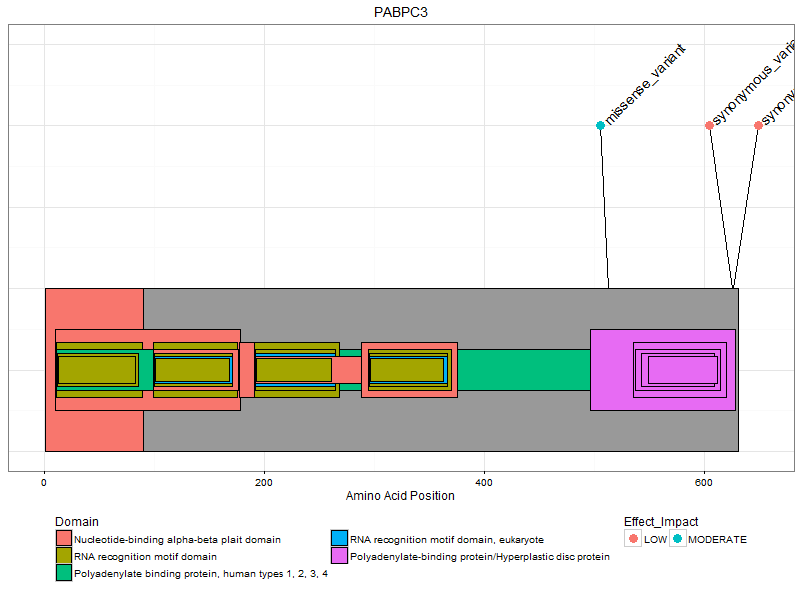 PABPC3
missense_variant
synonymous_varia
synony
0
200
400
600
Amino Acid Position
Domain
Nucleotide-binding alpha-beta plait domain
RNA recognition motif domain
Polyadenylate binding protein, human types 1, 2, 3, 4
RNA recognition motif domain, eukaryote
Polyadenylate-binding protein/Hyperplastic disc protein
Effect_Impact
LOW
MODERATE